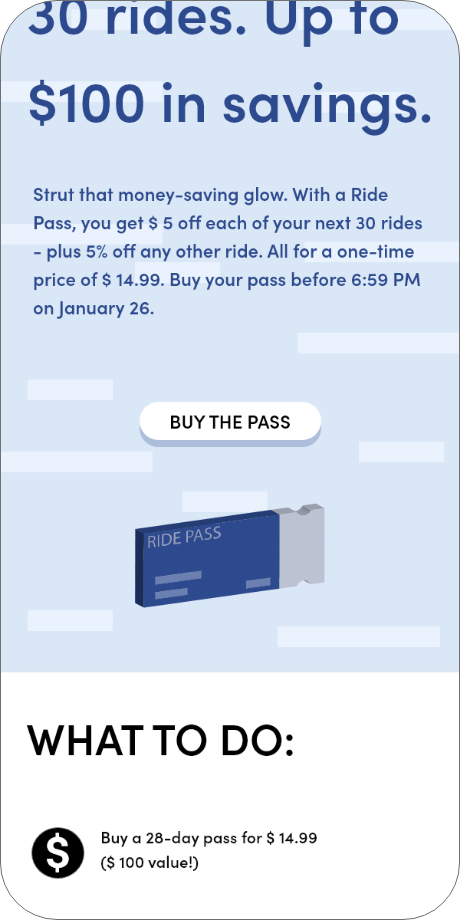 30 rides. Up to
$100 in savings.
Strut that money-saving glow. With a Ride
Pass, you get $ 5 off each of your next 30 rides
- plus 5% off any other ride. All for a one-time
price of $ 14.99. Buy your pass before 6:59 PM
on January 26.
BUY THE PASS
RIDE PASS
WHAT TO DO:
$
Buy a 28-day pass for $ 14.99
($ 100 value!)